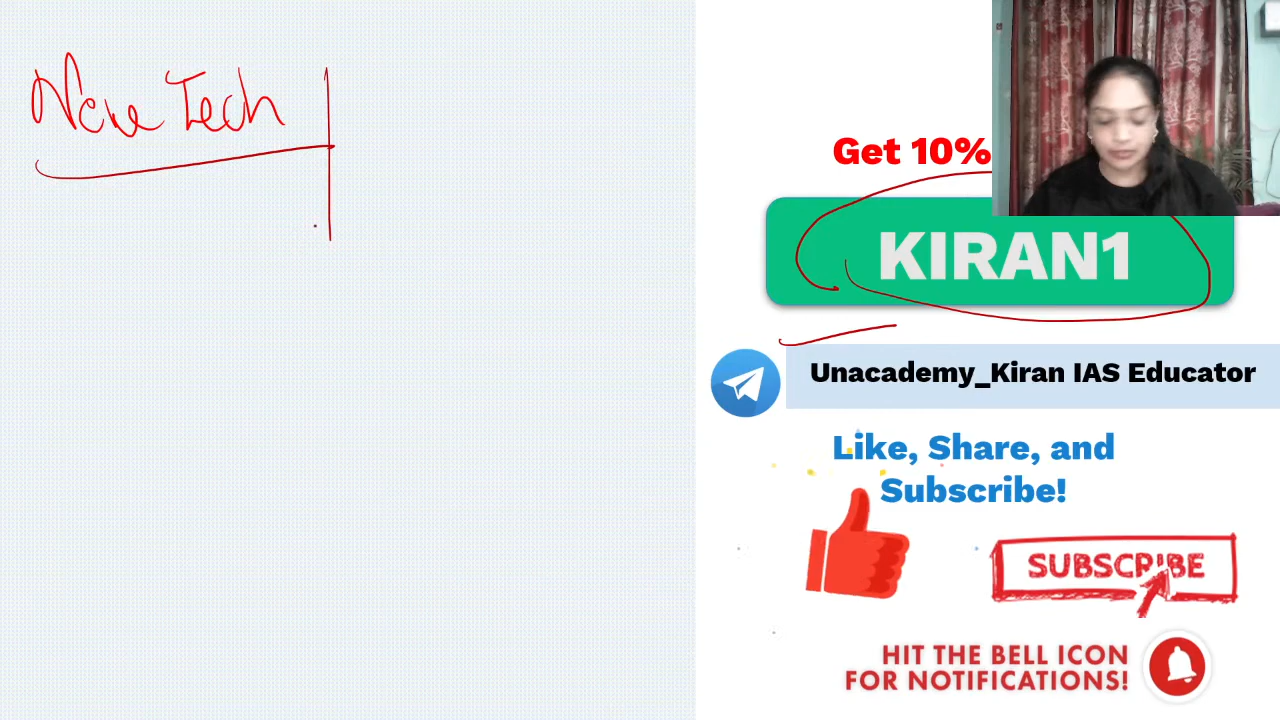 New Tech
Get 10%
KIRAN1
Unacademy_Kiran IAS Educator
Like, Share, and
Subscribe!
SUBSCRIBE
HIT THE BELL ICON
FOR NOTIFICATIONS!